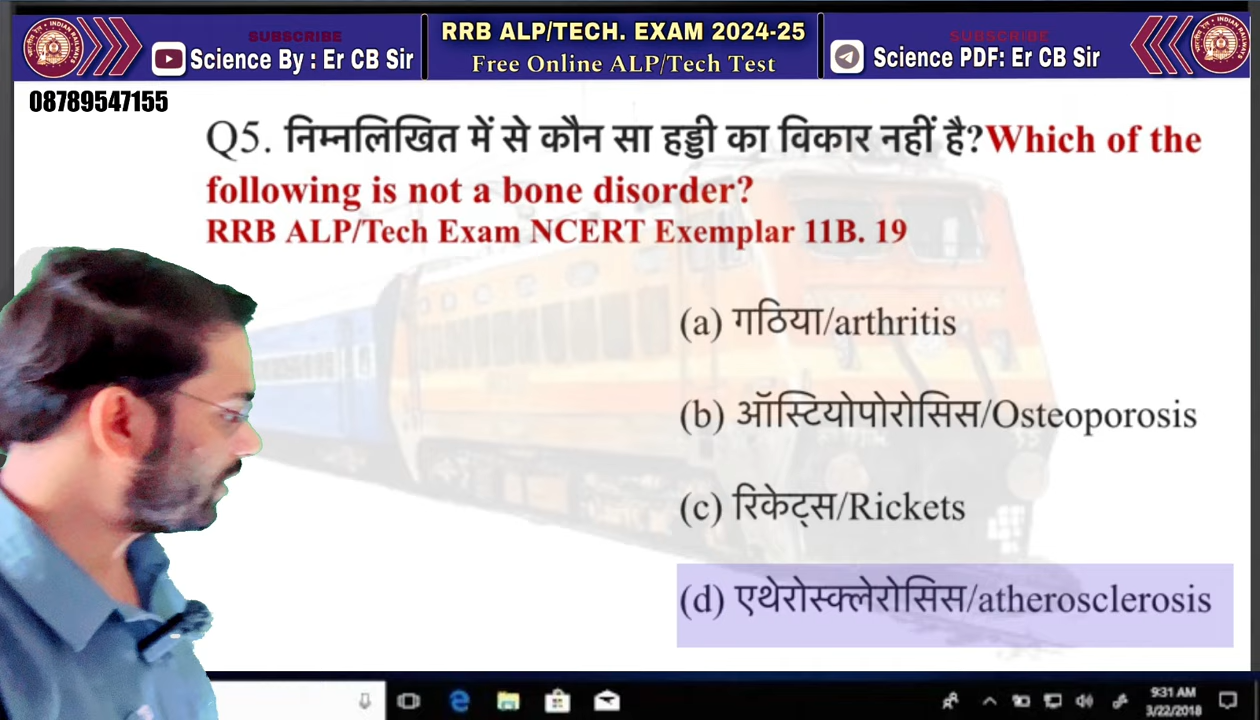 SUBSCRIBE
Science By : Er CB Sir
RRB ALP/TECH. EXAM 2024-25
Free Online ALP/Tech Test
SUBSCRIBE
Science PDF: Er CB Sir
08789547155
Q5. निम्नलिखित में से कौन सा हड्डी का विकार नहीं है?Which of the
following is not a bone disorder?
RRB ALP/Tech Exam NCERT Exemplar 11B. 19
(a) गठिया/arthritis
(b) ऑस्टियोपोरोसिस/Osteoporosis
(c) रिकेट्स/Rickets
(d) एथेरोस्क्लेरोसिस/atherosclerosis
9:31 AM
3/22/2018